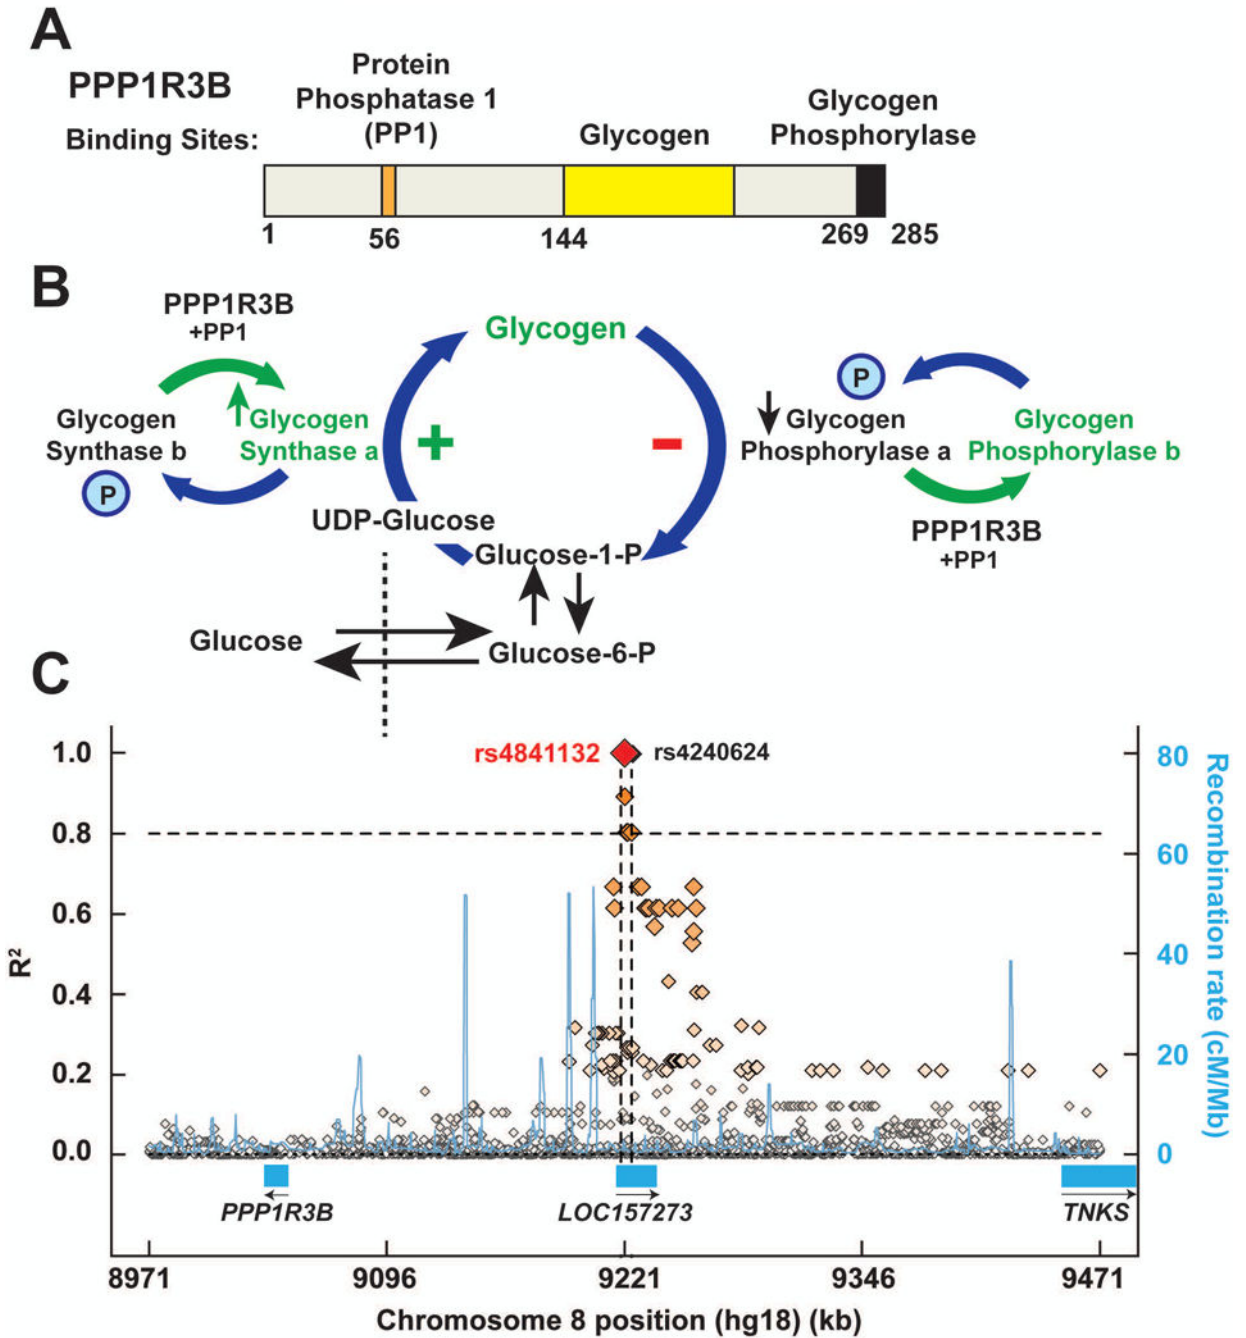 A
PPP1R3B
Binding Sites:
Protein
Phosphatase 1
(PP1)
Glycogen
Glycogen
Phosphorylase
1
56
144
269
285
B
PPP1R3B
+PP1
Glycogen
Synthase b
P
Glycogen
Synthase a
Glycogen
+
−
UDP-Glucose
Glucose-1-P
Glucose
Glucose-6-P
P
Glycogen
Phosphorylase a
Glycogen
Phosphorylase b
PPP1R3B
+PP1
C
rs4841132
rs4240624
1.0
0.8
0.6
0.4
0.2
0.0
R²
80
60
40
20
0
Recombination rate (cM/Mb)
PPP1R3B
LOC157273
TNKS
8971
9096
9221
9346
9471
Chromosome 8 position (hg18) (kb)